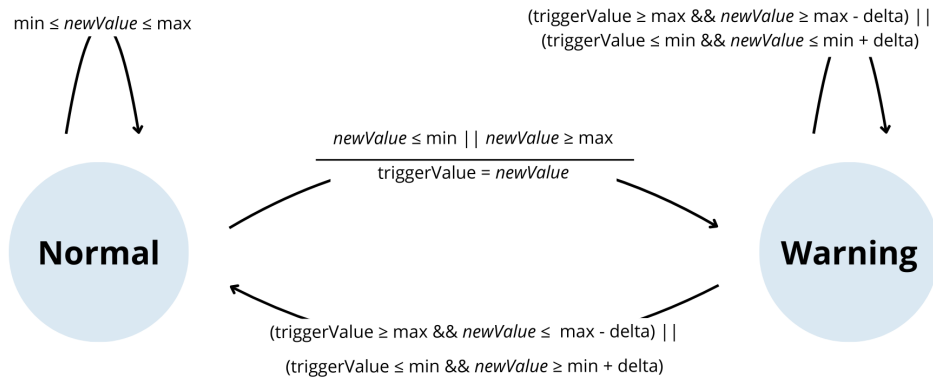 min ≤ newValue ≤ max
(triggerValue ≥ max && newValue ≥ max - delta) ||
(triggerValue ≤ min && newValue ≤ min + delta)
newValue ≤ min || newValue ≥ max
triggerValue = newValue
Normal
Warning
(triggerValue ≥ max && newValue ≤ max - delta) ||
(triggerValue ≤ min && newValue ≥ min + delta)